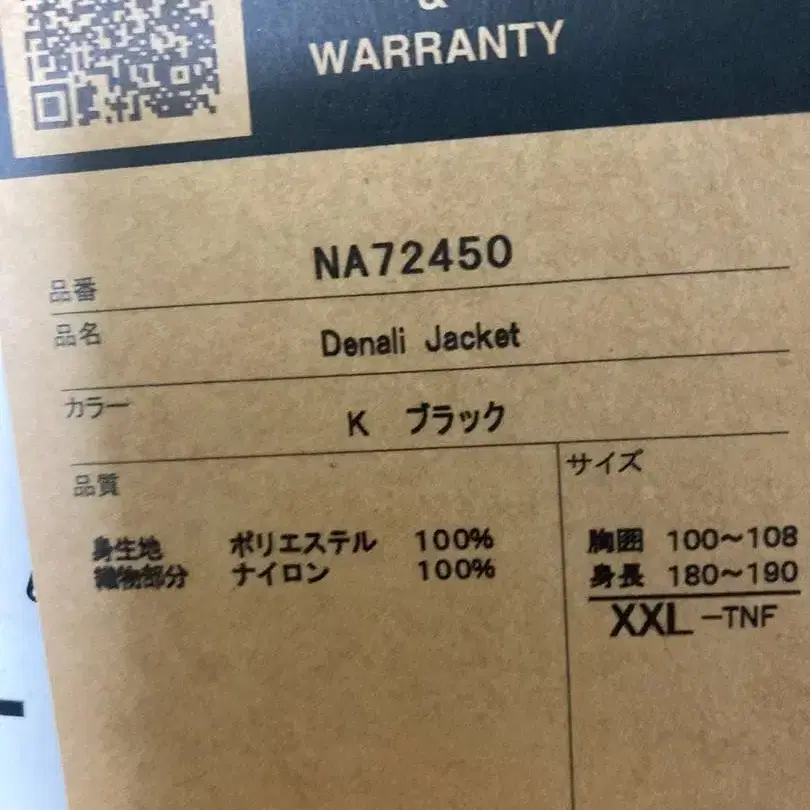 &
WARRANTY
品番 NA72450
品名 Denali Jacket
カラー K ブラック
品質
身生地 ポリエステル 100%
織物部分 ナイロン 100%
サイズ
胸囲 100〜108
身長 180〜190
XXL -TNF